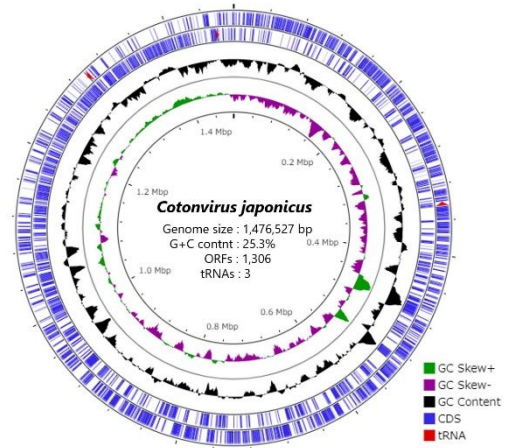 1.4 Mbp
0.2 Mbp
1.2 Mbp
Cotonvirus japonicus
Genome size : 1,476,527 bp
G+C contnt : 25.3%
ORFs : 1,306
tRNAs : 3
0.4 Mbp
1.0 Mbp
0.6 Mbp
0.8 Mbp
GC Skew+
GC Skew-
GC Content
CDS
tRNA